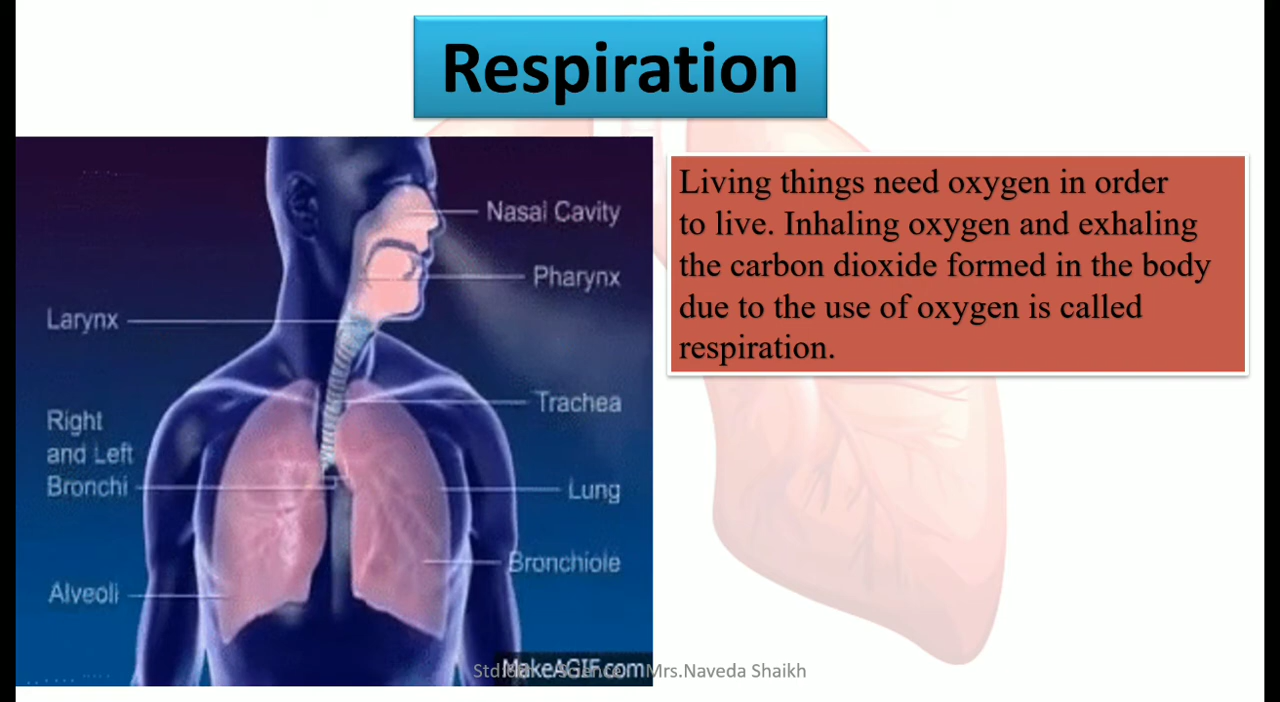 Respiration
Nasal Cavity
Pharynx
Larynx
Trachea
Right
and Left
Bronchi
Lung
Bronchiole
Alveoli
Living things need oxygen in order
to live. Inhaling oxygen and exhaling
the carbon dioxide formed in the body
due to the use of oxygen is called
respiration.
MakeAGIF.com
Mrs.Naveda Shaikh